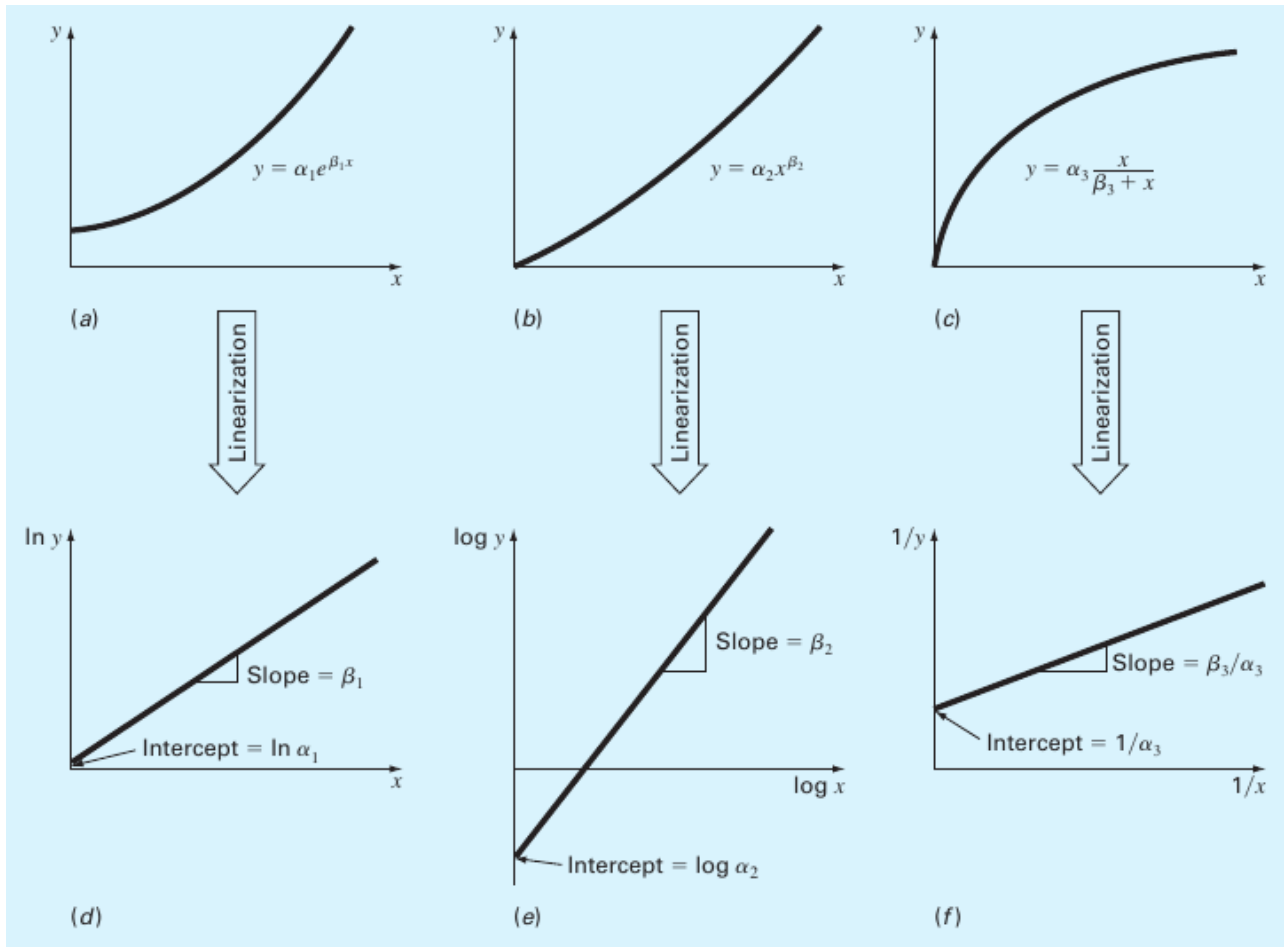 y
y = α₁e^{β₁x}
x
(a)
y
y = α₂x^{β₂}
x
(b)
y
y = α₃ x / (β₃ + x)
x
(c)
Linearization
Linearization
Linearization
ln y
Slope = β₁
Intercept = ln α₁
x
(d)
log y
Slope = β₂
log x
Intercept = log α₂
(e)
1/y
Slope = β₃/α₃
Intercept = 1/α₃
1/x
(f)